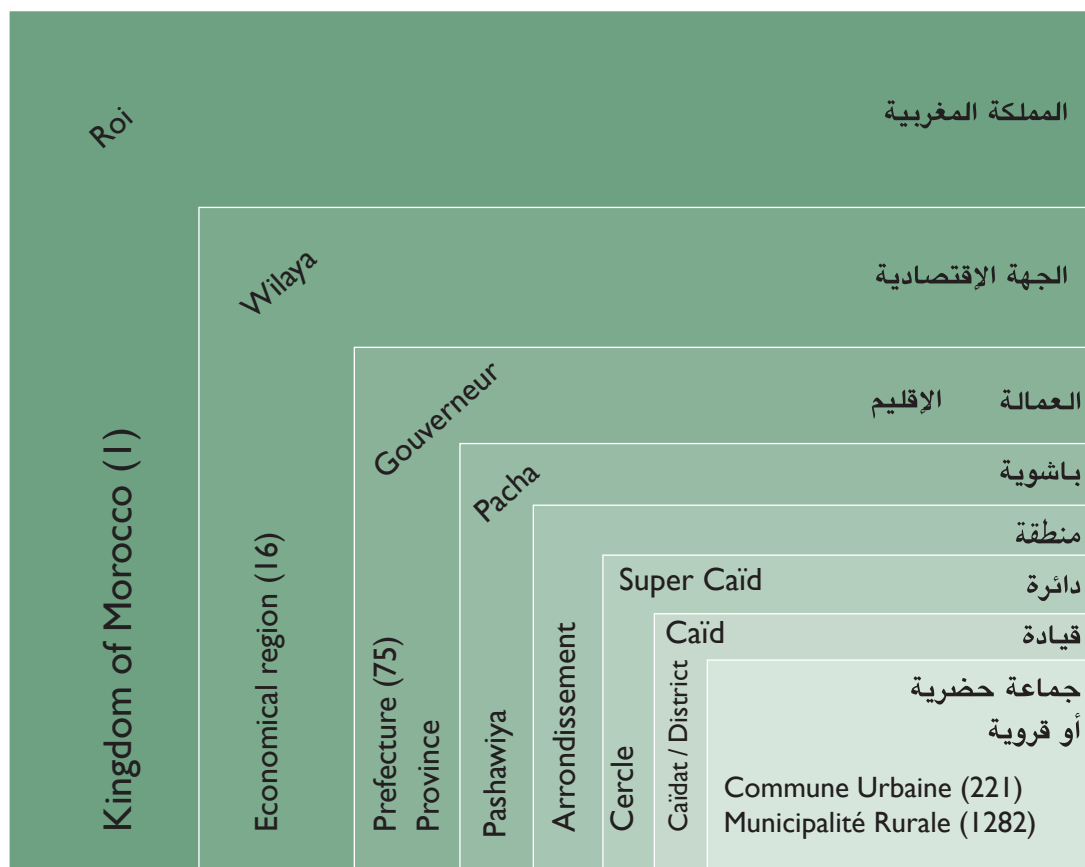 Roi
المملكة المغربية
Kingdom of Morocco (1)
Wilaya
الجهة الإقتصادية
Economical region (16)
Gouverneur
العمالة الإقليم
Prefecture (75)
Province
Pacha
باشوية
Pashawiya
منطقة
Arrondissement
Super Caïd
دائرة
Cercle
Caïd
قيادة
Caïdat / District
جماعة حضرية
أو قروية
Commune Urbaine (221)
Municipalité Rurale (1282)